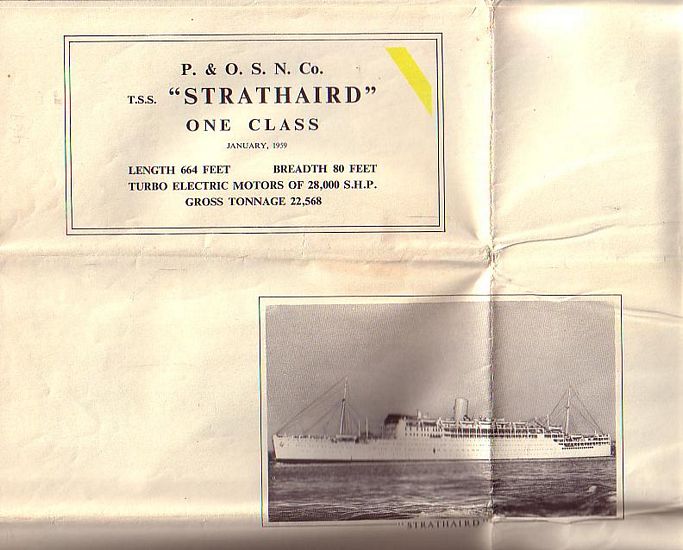 P. & O. S. N. Co.
T.S.S. “STRATHAIRD”
ONE CLASS
JANUARY, 1959
LENGTH 664 FEET BREADTH 80 FEET
TURBO ELECTRIC MOTORS OF 28,000 S.H.P.
GROSS TONNAGE 22,568
“STRATHAIRD”